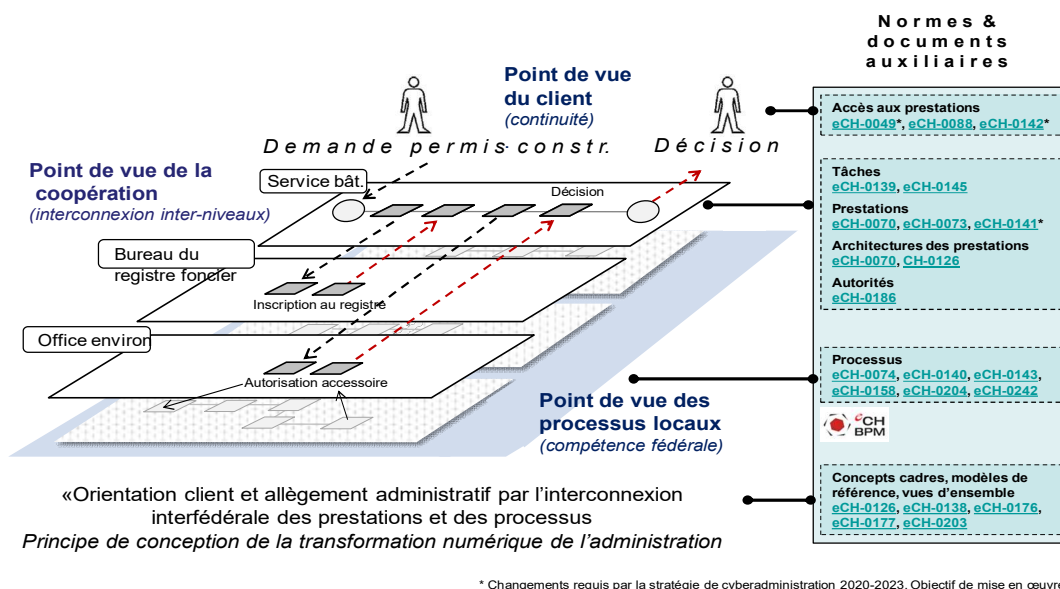 Normes &
documents
auxiliaires
Point de vue
du client
(continuité)
Demande permis constr.
Décision
Point de vue de la
coopération
(interconnexion inter-niveaux)
Service bât.
Décision
Bureau du
registre foncier
Inscription au registre
Office environ
Autorisation accessoire
Point de vue des
processus locaux
(compétence fédérale)
«Orientation client et allègement administratif par l'interconnexion
interfédérale des prestations et des processus
Principe de conception de la transformation numérique de l'administration
Accès aux prestations
eCH-0049*, eCH-0088, eCH-0142*
Tâches
eCH-0139, eCH-0145
Prestations
eCH-0070, eCH-0073, eCH-0141*
Architectures des prestations
eCH-0070, CH-0126
Autorités
eCH-0186
Processus
eCH-0074, eCH-0140, eCH-0143,
eCH-0158, eCH-0204, eCH-0242
eCH
BPM
Concepts cadres, modèles de
référence, vues d'ensemble
eCH-0126, eCH-0138, eCH-0176,
eCH-0177, eCH-0203
* Changements requis par la stratégie de cyberadministration 2020-2023. Objectif de mise en œuvre